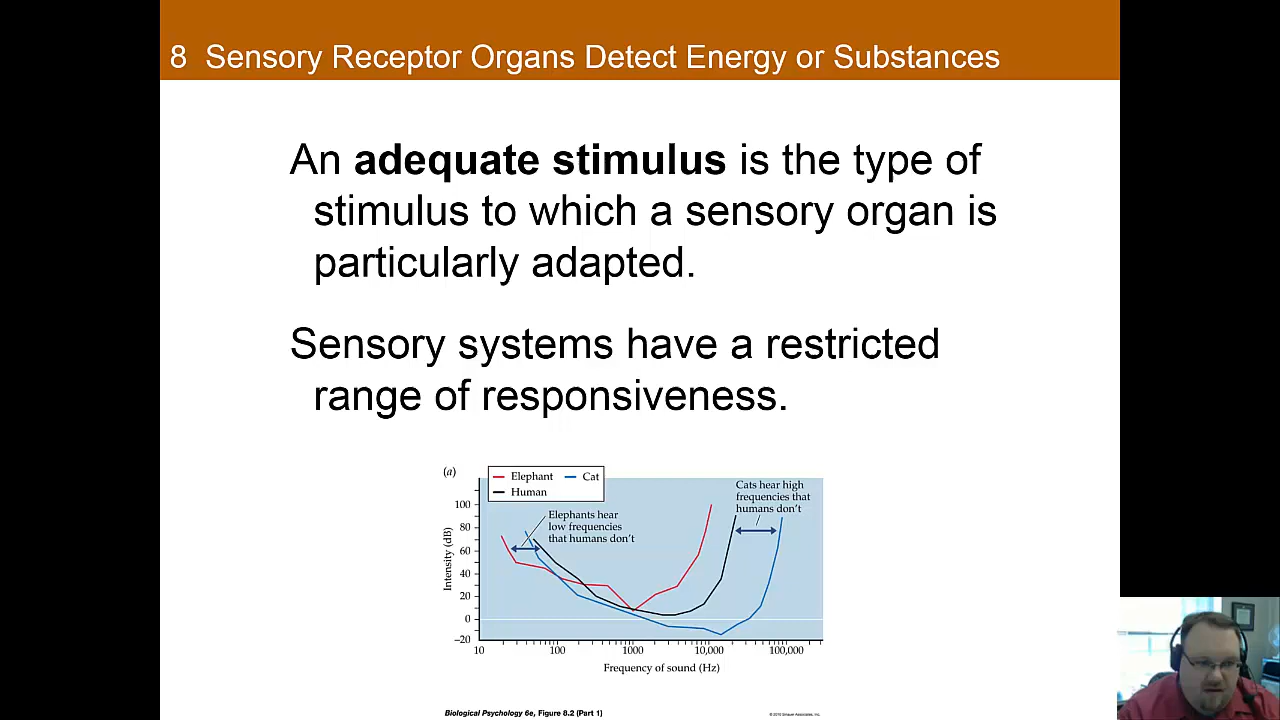 8 Sensory Receptor Organs Detect Energy or Substances
An adequate stimulus is the type of
stimulus to which a sensory organ is
particularly adapted.
Sensory systems have a restricted
range of responsiveness.
(a)
Elephant
Cat
Human
Elephants hear
low frequencies
that humans don't
Cats hear high
frequencies that
humans don't
Intensity (dB)
100
80
60
40
20
0
–20
10
100
1000
10,000
100,000
Frequency of sound (Hz)
Biological Psychology 6e, Figure 8.2 (Part 1)